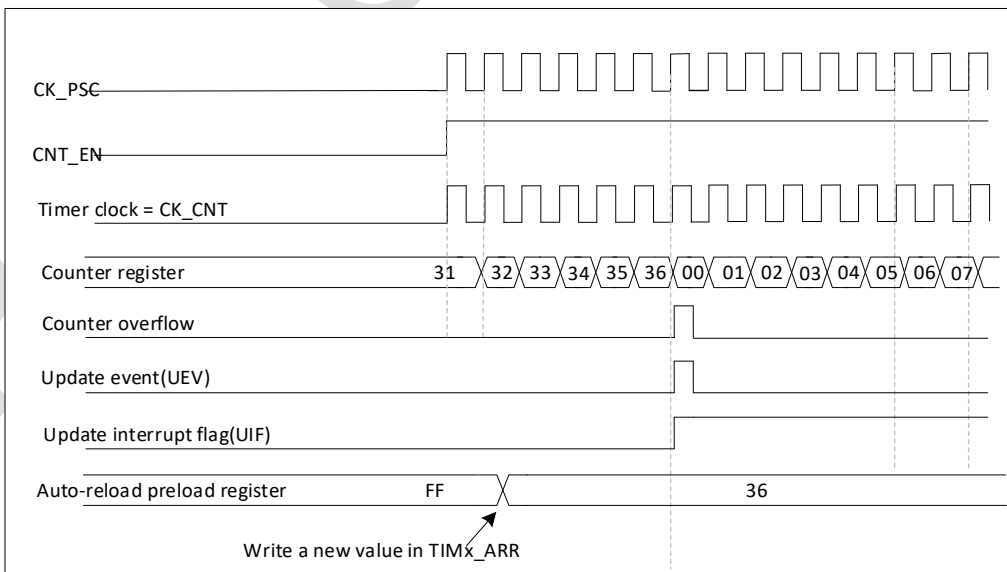 CK_PSC
CNT_EN
Timer clock = CK_CNT
Counter register 31 32 33 34 35 36 00 01 02 03 04 05 06 07
Counter overflow
Update event(UEV)
Update interrupt flag(UIF)
Auto-reload preload register FF 36
Write a new value in TIMx_ARR